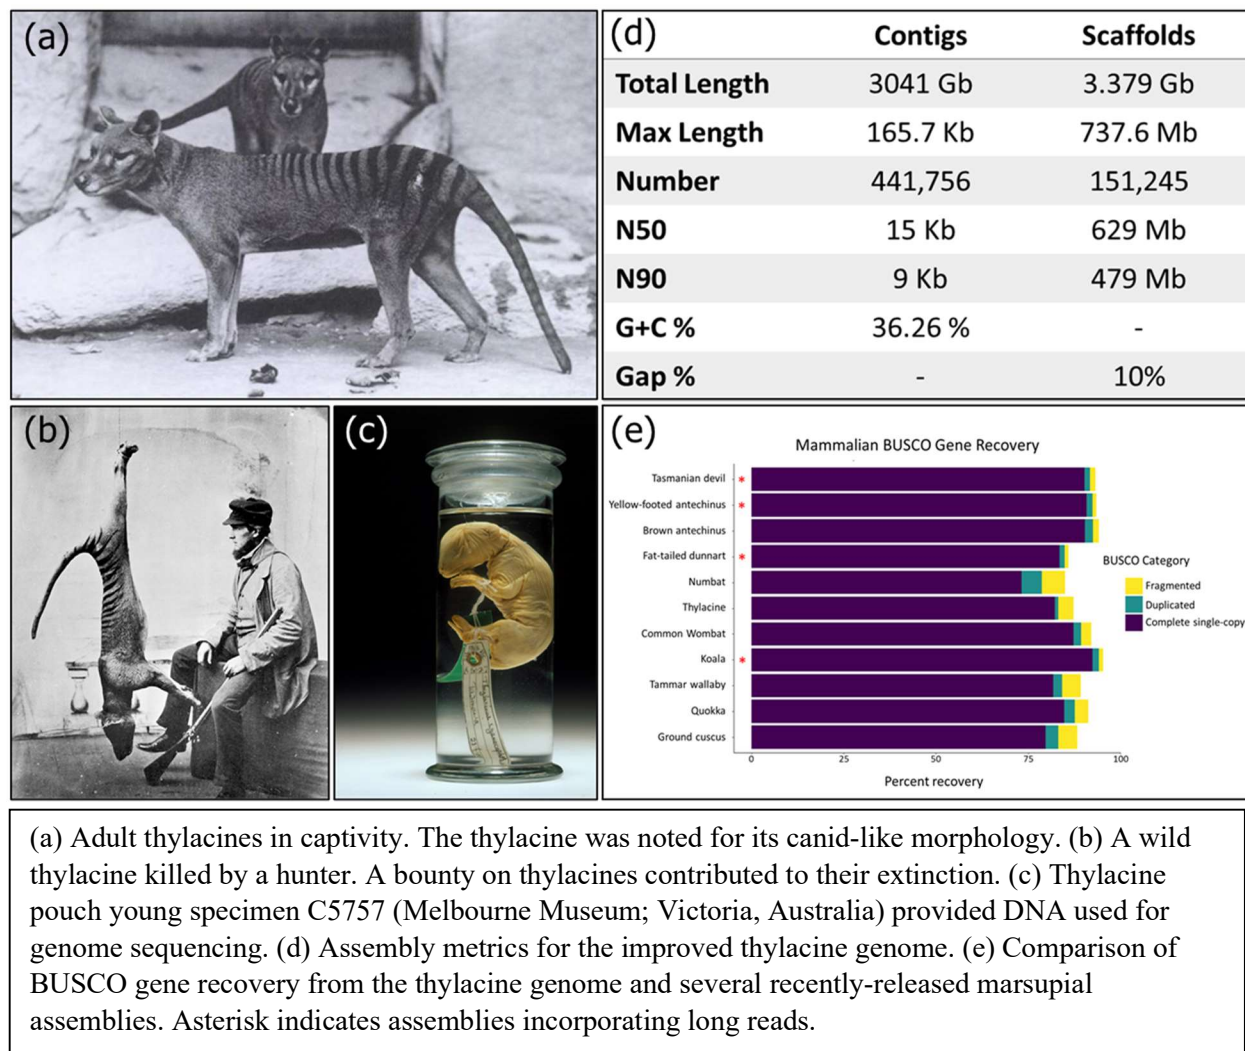 (a)
(d) Contigs Scaffolds
Total Length 3041 Gb 3.379 Gb
Max Length 165.7 Kb 737.6 Mb
Number 441,756 151,245
N50 15 Kb 629 Mb
N90 9 Kb 479 Mb
G+C % 36.26 % -
Gap % - 10%
(b)
(c)
(e)
Mammalian BUSCO Gene Recovery
Tasmanian devil *
Yellow-footed antechinus *
Brown antechinus
Fat-tailed dunnart *
Numbat
Thylacine
Common Wombat
Koala *
Tammar wallaby
Quokka
Ground cuscus
0 25 50 75 100
Percent recovery
BUSCO Category
Fragmented
Duplicated
Complete single-copy
(a) Adult thylacines in captivity. The thylacine was noted for its canid-like morphology. (b) A wild
thylacine killed by a hunter. A bounty on thylacines contributed to their extinction. (c) Thylacine
pouch young specimen C5757 (Melbourne Museum; Victoria, Australia) provided DNA used for
genome sequencing. (d) Assembly metrics for the improved thylacine genome. (e) Comparison of
BUSCO gene recovery from the thylacine genome and several recently-released marsupial
assemblies. Asterisk indicates assemblies incorporating long reads.